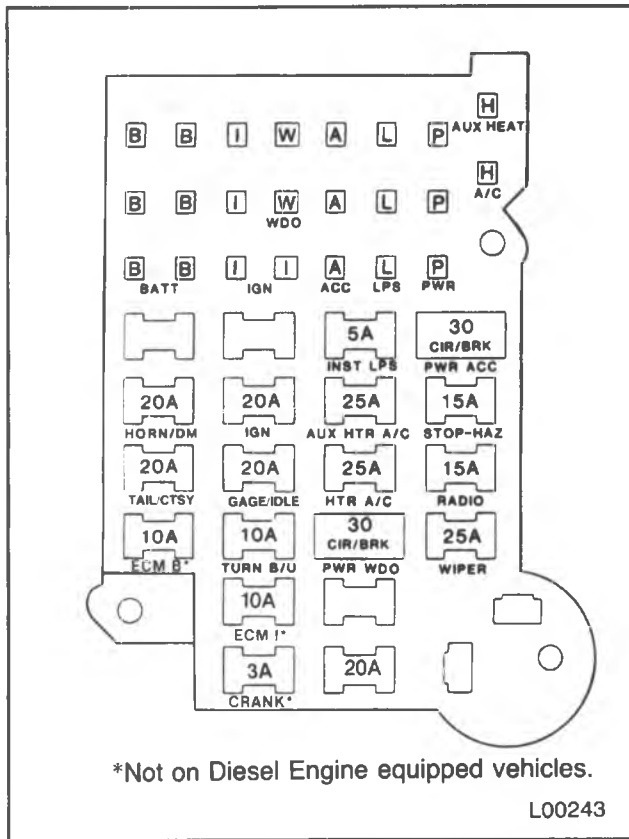 H
AUX HEAT
B B I W A L P
H
A/C
B B I W A L P
WDO
B B I I A L P
BATT IGN ACC LPS PWR
5A 30 CIR/BRK
INST LPS PWR ACC
20A 20A 25A 15A
HORN/DM IGN AUX HTR A/C STOP-HAZ
20A 20A 25A 15A
TAIL/CTSY GAGE/IDLE HTR A/C RADIO
10A 10A 30 CIR/BRK 25A
ECM B* TURN B/U PWR WDO WIPER
10A
ECM I*
3A 20A
CRANK*
*Not on Diesel Engine equipped vehicles.
L00243